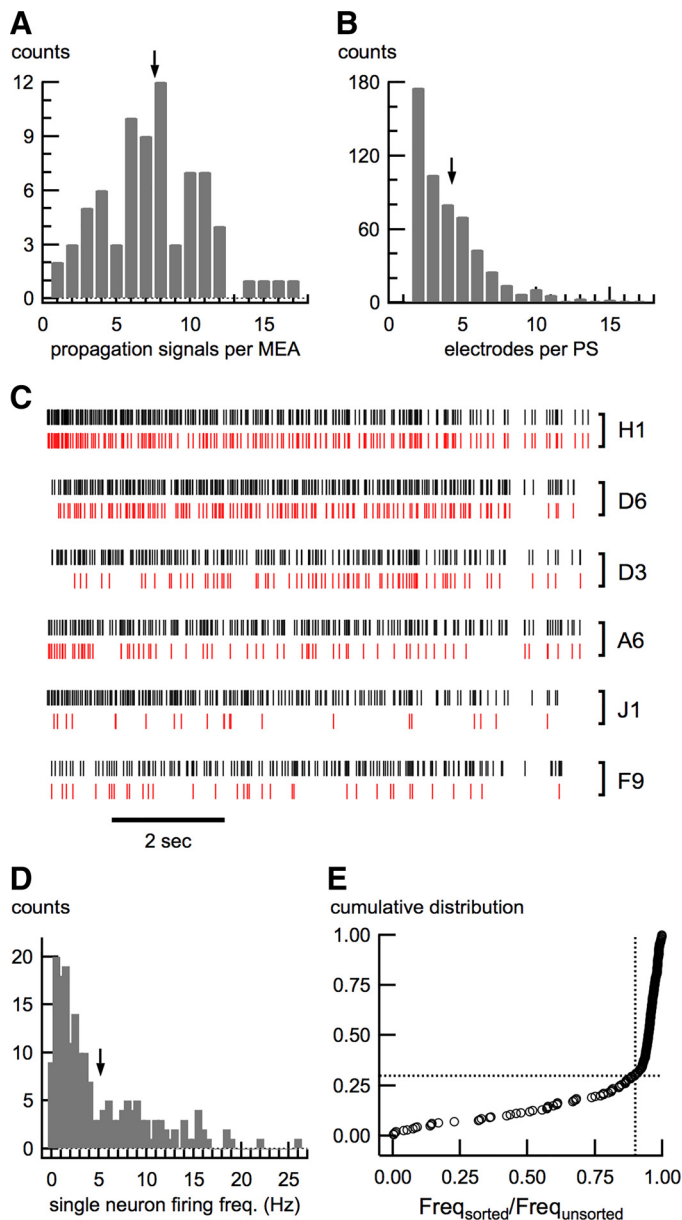 A
counts
12
9
6
3
0
0 5 10 15
propagation signals per MEA
B
counts
180
120
60
0
0 5 10 15
electrodes per PS
C
H1
D6
D3
A6
J1
F9
2 sec
D
counts
20
15
10
5
0
0 5 10 15 20 25
single neuron firing freq. (Hz)
E
cumulative distribution
1.00
0.75
0.50
0.25
0.00
0.00 0.25 0.50 0.75 1.00
Freqsorted/Frequnsorted